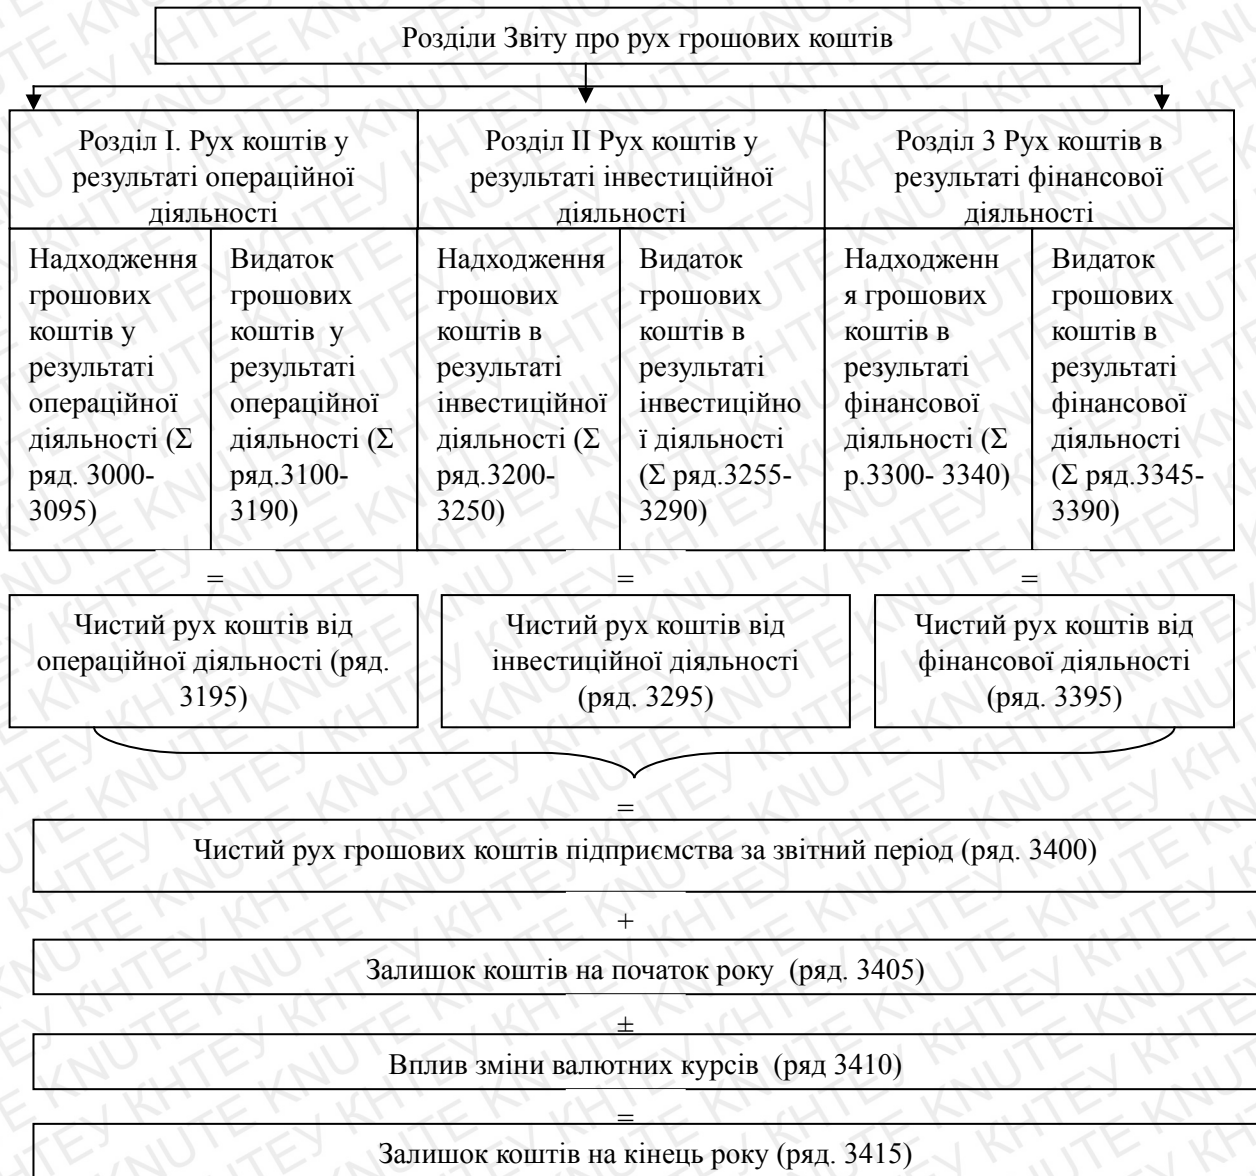 Розділи Звіту про рух грошових коштів
Розділ I. Рух коштів у
результаті операційної
діяльності
Розділ II Рух коштів у
результаті інвестиційної
діяльності
Розділ 3 Рух коштів в
результаті фінансової
діяльності
Надходження
грошових
коштів у
результаті
операційної
діяльності (Σ
ряд. 3000-
3095)
Видаток
грошових
коштів у
результаті
операційної
діяльності (Σ
ряд.3100-
3190)
Надходження
грошових
коштів в
результаті
інвестиційної
діяльності (Σ
ряд.3200-
3250)
Видаток
грошових
коштів в
результаті
інвестиційно
ї діяльності
(Σ ряд.3255-
3290)
Надходженн
я грошових
коштів в
результаті
фінансової
діяльності (Σ
р.3300- 3340)
Видаток
грошових
коштів в
результаті
фінансової
діяльності
(Σ ряд.3345-
3390)
= = =
Чистий рух коштів від
операційної діяльності (ряд.
3195)
Чистий рух коштів від
інвестиційної діяльності
(ряд. 3295)
Чистий рух коштів від
фінансової діяльності
(ряд. 3395)
=
Чистий рух грошових коштів підприємства за звітний період (ряд. 3400)
+
Залишок коштів на початок року (ряд. 3405)
±
Вплив зміни валютних курсів (ряд 3410)
=
Залишок коштів на кінець року (ряд. 3415)